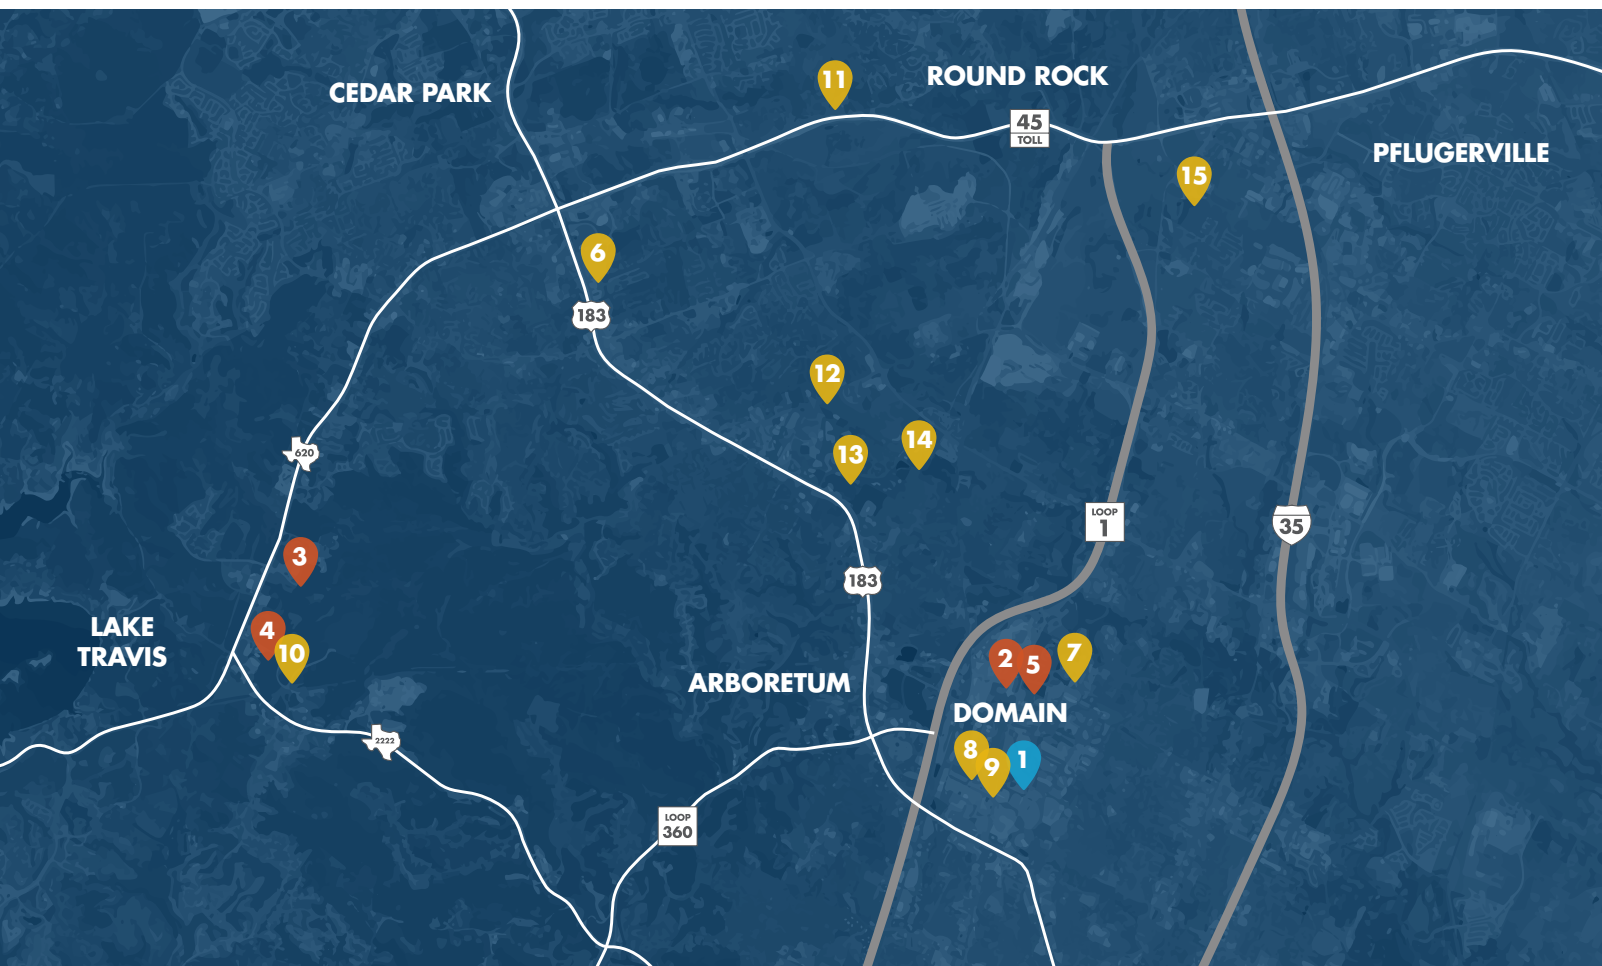 CEDAR PARK
11
ROUND ROCK
45
TOLL
PFLUGERVILLE
15
6
183
12
13
14
620
LOOP
1
35
3
183
4
10
LAKE
TRAVIS
2
5
7
ARBORETUM
DOMAIN
2222
8
9
1
LOOP
360